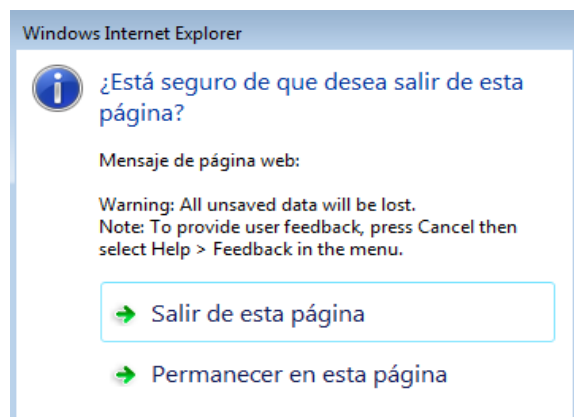 Windows Internet Explorer
¿Está seguro de que desea salir de esta
página?
Mensaje de página web:
Warning: All unsaved data will be lost.
Note: To provide user feedback, press Cancel then
select Help > Feedback in the menu.
Salir de esta página
Permanecer en esta página